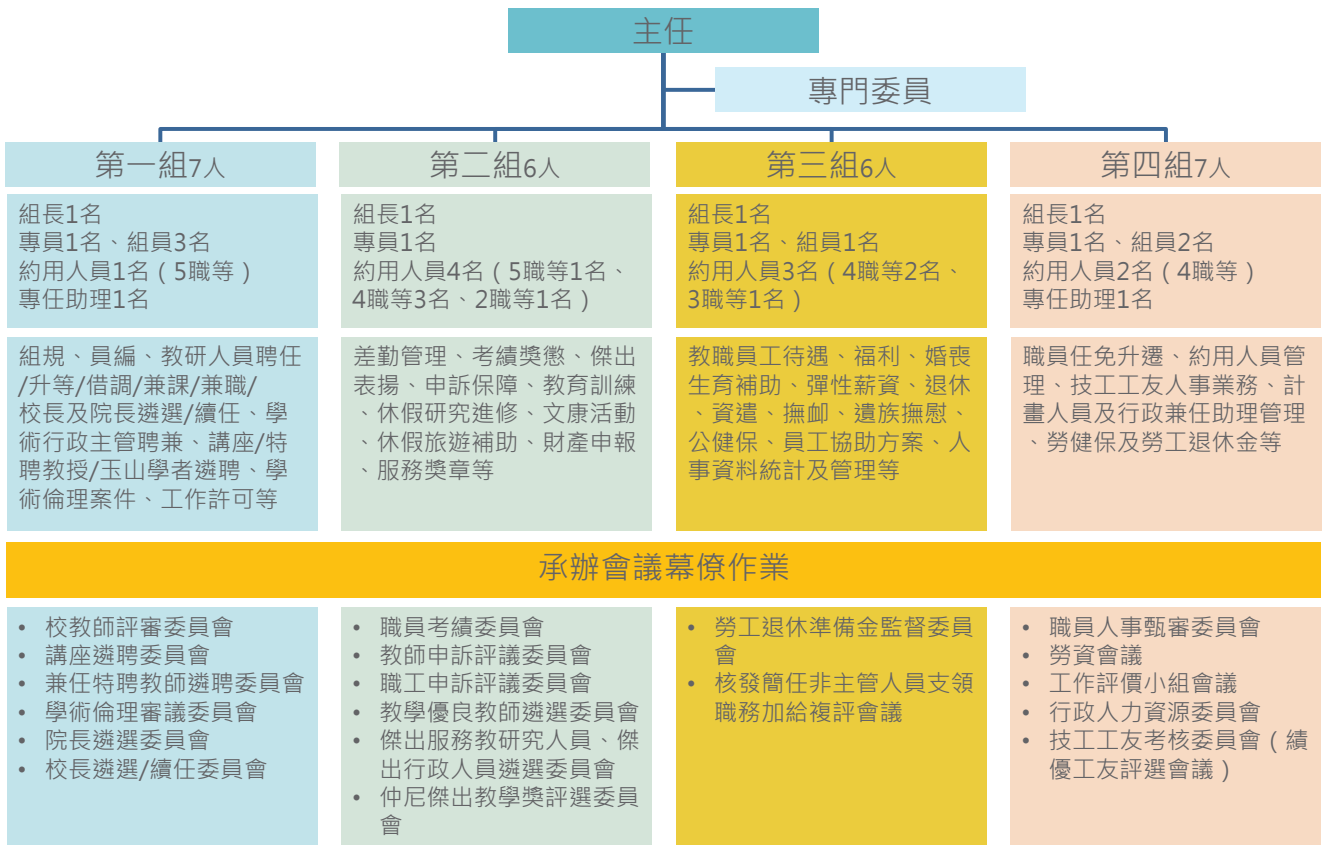 主任
專門委員
第一組7人
組長1名
專員1名、組員3名
約用人員1名（5職等）
專任助理1名
組規、員編、教研人員聘任
/升等/借調/兼課/兼職/
校長及院長遴選/續任、學
術行政主管聘兼、講座/特
聘教授/玉山學者遴聘、學
術倫理案件、工作許可等
第二組6人
組長1名
專員1名
約用人員4名（5職等1名、
4職等3名、2職等1名）
差勤管理、考績獎懲、傑出
表揚、申訴保障、教育訓練
、休假研究進修、文康活動
、休假旅遊補助、財產申報
、服務獎章等
第三組6人
組長1名
專員1名、組員1名
約用人員3名（4職等2名、
3職等1名）
教職員工待遇、福利、婚喪
生育補助、彈性薪資、退休
、資遣、撫卹、遺族撫慰、
公健保、員工協助方案、人
事資料統計及管理等
第四組7人
組長1名
專員1名、組員2名
約用人員2名（4職等）
專任助理1名
職員任免升遷、約用人員管
理、技工工友人事業務、計
畫人員及行政兼任助理管理
、勞健保及勞工退休金等
承辦會議幕僚作業
• 校教師評審委員會
• 講座遴聘委員會
• 兼任特聘教師遴聘委員會
• 學術倫理審議委員會
• 院長遴選委員會
• 校長遴選/續任委員會
• 職員考績委員會
• 教師申訴評議委員會
• 職工申訴評議委員會
• 教學優良教師遴選委員會
• 傑出服務教研究人員、傑
出行政人員遴選委員會
• 仲尼傑出教學獎評選委員
會
• 勞工退休準備金監督委員
會
• 核發簡任非主管人員支領
職務加給複評會議
• 職員人事甄審委員會
• 勞資會議
• 工作評價小組會議
• 行政人力資源委員會
• 技工工友考核委員會（績
優工友評選會議）